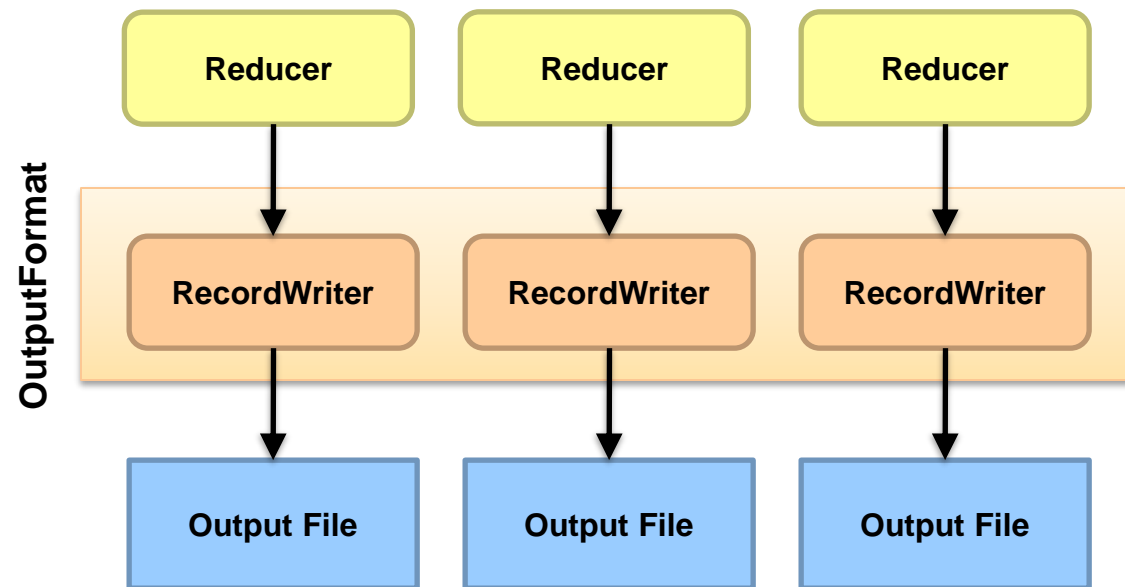 Reducer Reducer Reducer
OutputFormat
RecordWriter RecordWriter RecordWriter
Output File Output File Output File